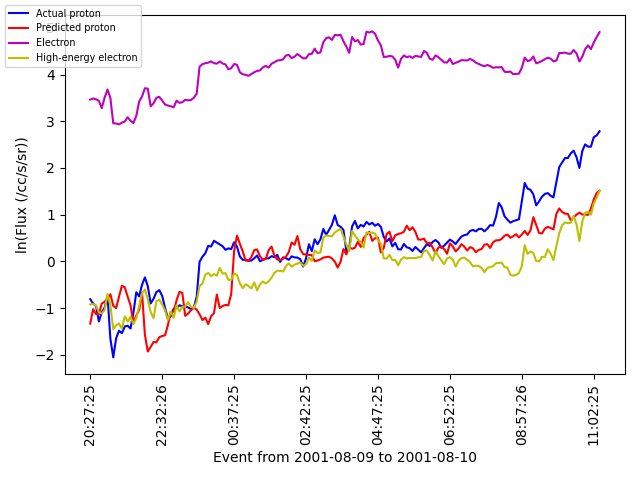 Actual proton
Predicted proton
Electron
High-energy electron
ln(Flux (/cc/s/sr))
4
3
2
1
0
−1
−2
20:27:25
22:32:26
00:37:25
02:42:25
04:47:25
06:52:25
08:57:26
11:02:25
Event from 2001-08-09 to 2001-08-10